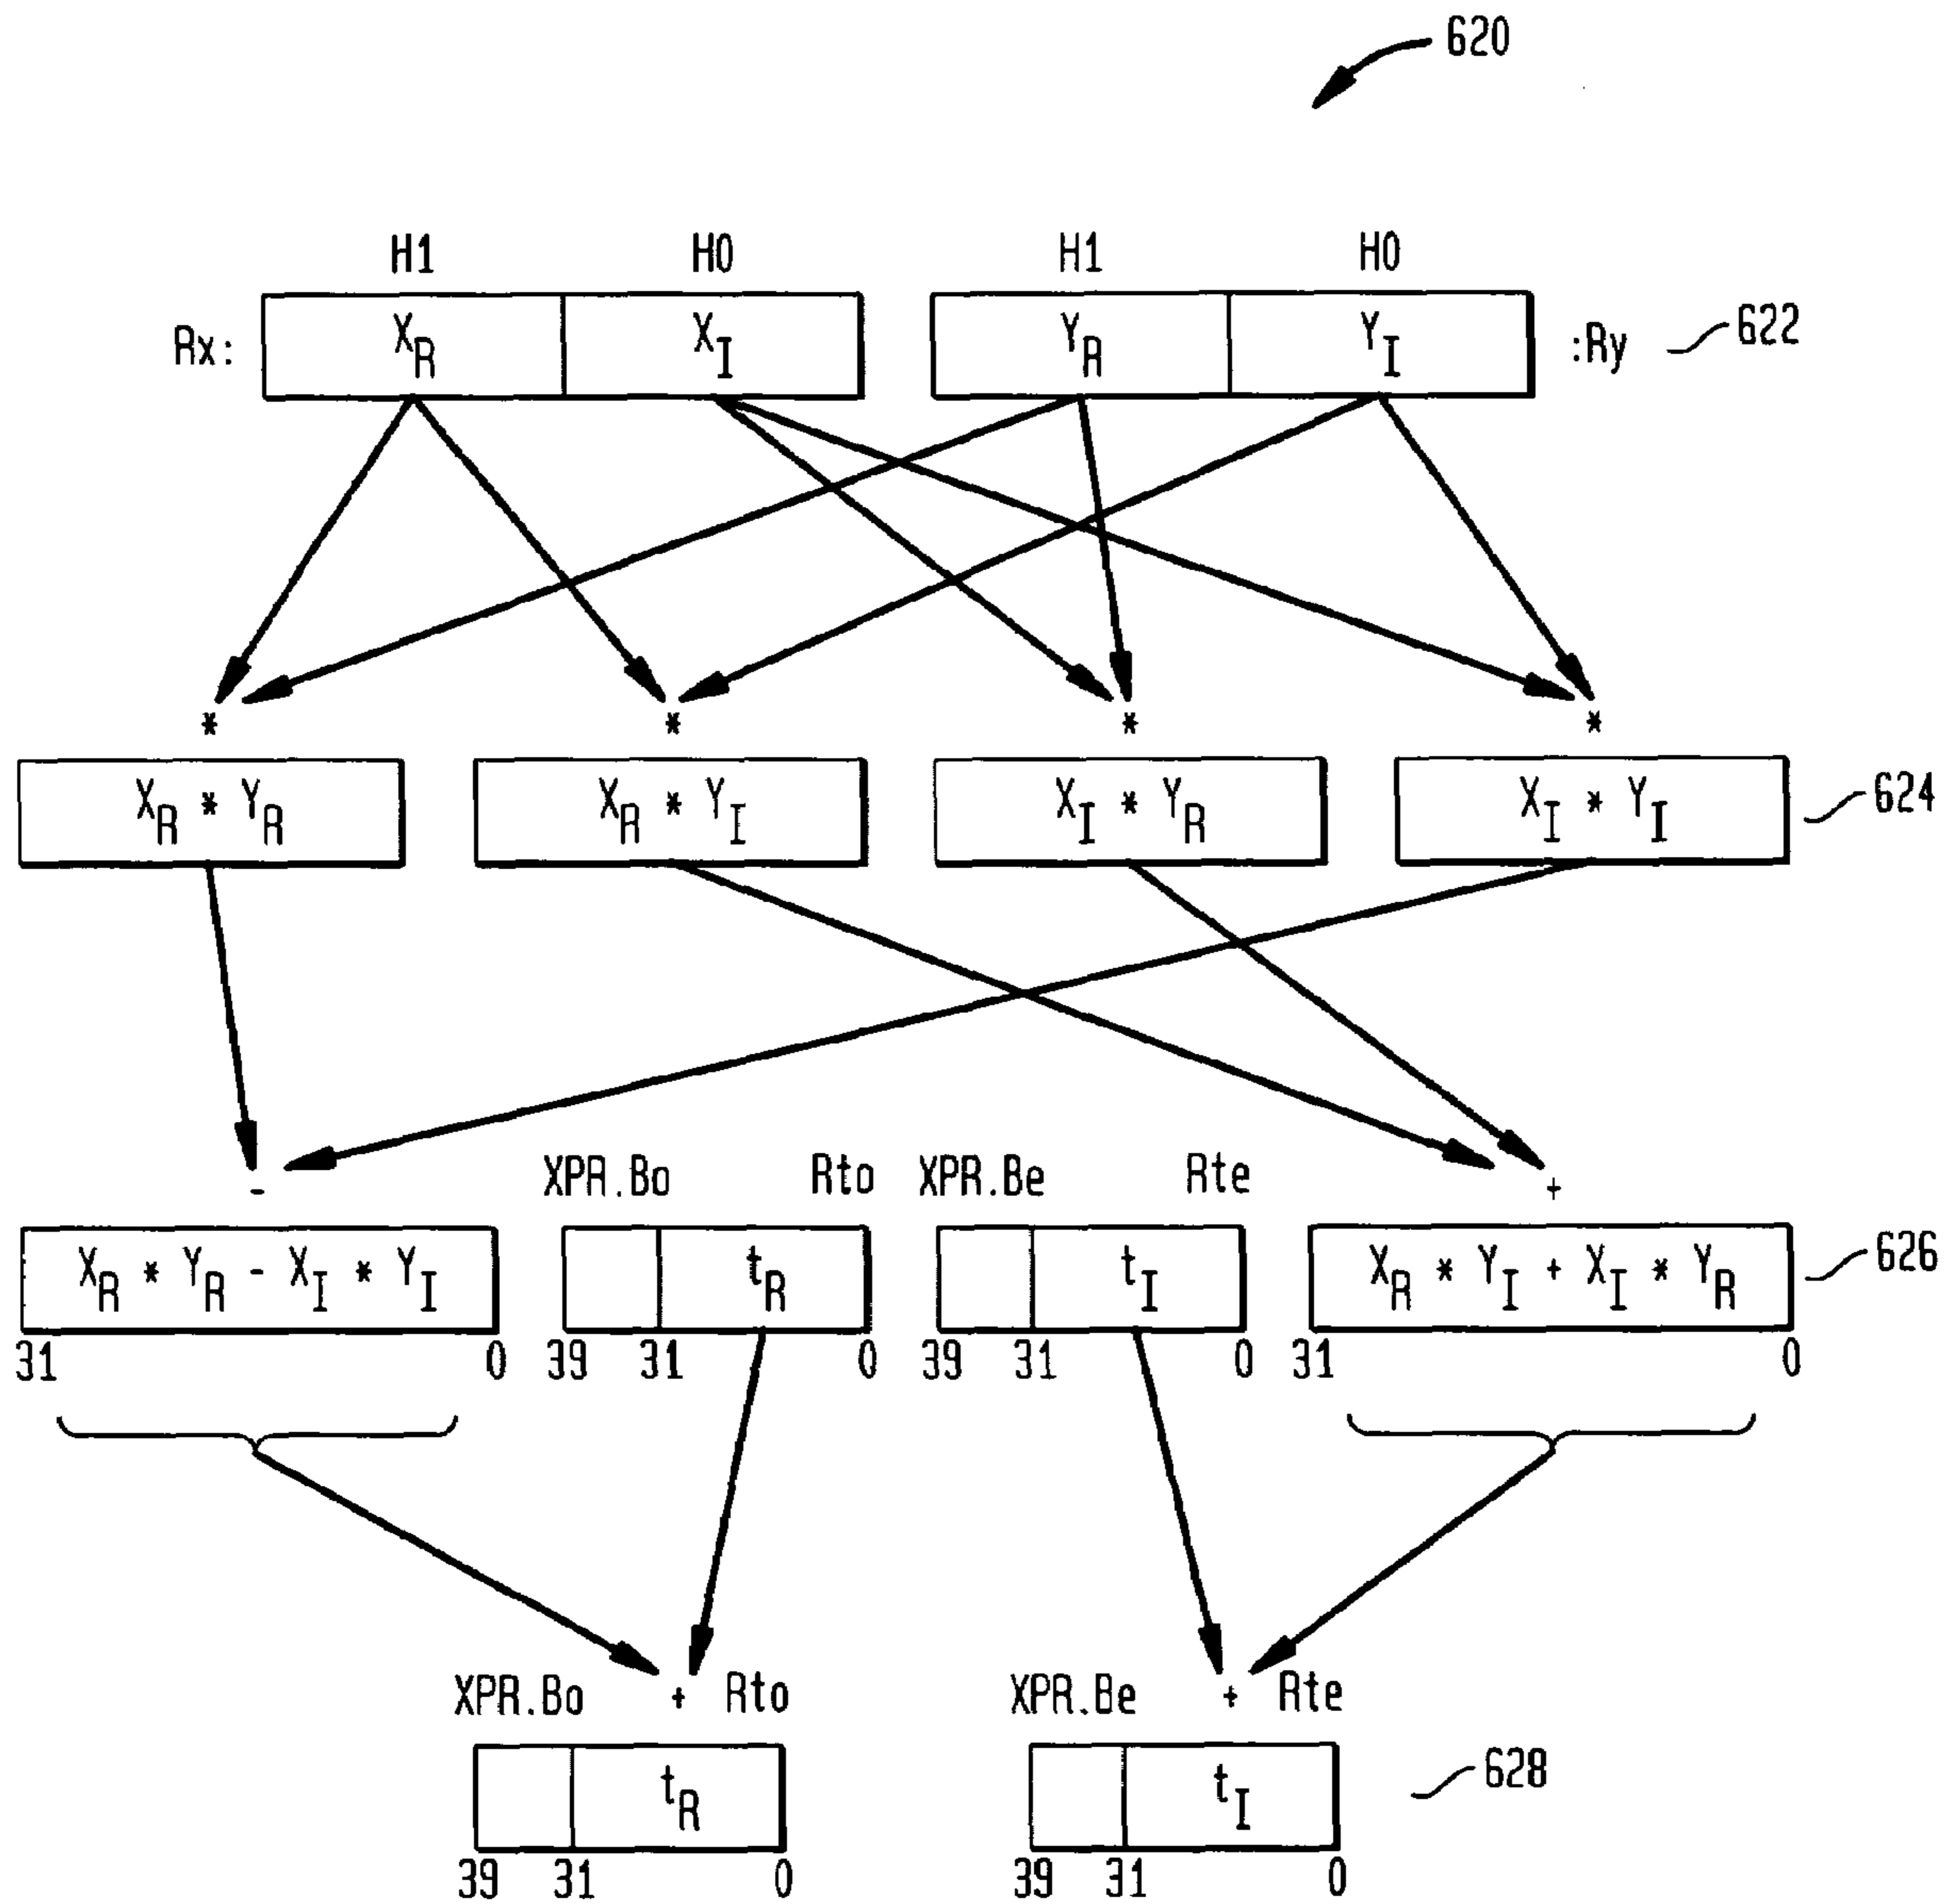 620
H1 H0 H1 H0
Rx: X_R X_I Y_R Y_I :Ry 622
* * * *
X_R * Y_R X_R * Y_I X_I * Y_R X_I * Y_I 624
- XPR.Bo Rto XPR.Be Rte +
X_R * Y_R - X_I * Y_I t_R t_I X_R * Y_I + X_I * Y_R 626
31 0 39 31 0 39 31 0 31 0
XPR.Bo + Rto XPR.Be + Rte
t_R t_I 628
39 31 0 39 31 0